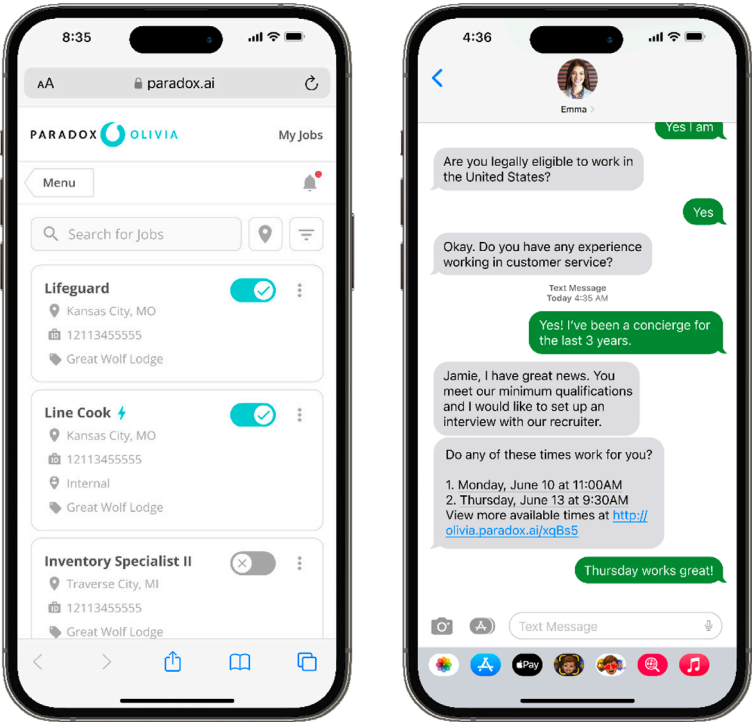 8:35
AA
paradox.ai
PARADOX OLIVIA
My Jobs
Menu
Search for Jobs
Lifeguard
Kansas City, MO
12113455555
Great Wolf Lodge
Line Cook
Kansas City, MO
12113455555
Internal
Great Wolf Lodge
Inventory Specialist II
Traverse City, MI
12113455555
Great Wolf Lodge
4:36
Emma
Yes I am
Are you legally eligible to work in
the United States?
Yes
Okay. Do you have any experience
working in customer service?
Text Message
Today 4:35 AM
Yes! I've been a concierge for
the last 3 years.
Jamie, I have great news. You
meet our minimum qualifications
and I would like to set up an
interview with our recruiter.
Do any of these times work for you?
1. Monday, June 10 at 11:00AM
2. Thursday, June 13 at 9:30AM
View more available times at http://
olivia.paradox.ai/xqBs5
Thursday works great!
Text Message
Pay